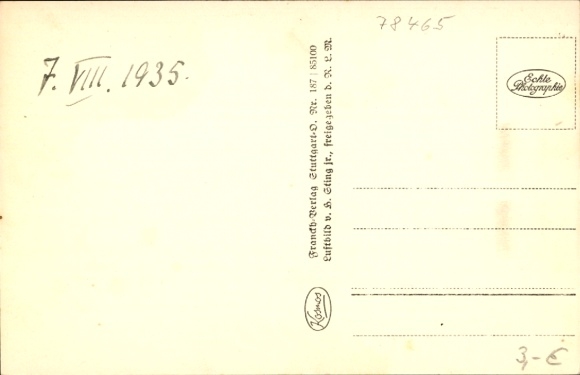 7. VIII. 1935.
78465
Echte
Photographie
Franckh-Verlag Stuttgart-O. Nr. 187 / 85100
Luftbild v. H. Sting jr., freigegeben d. R. L. M.
Kosmos
3,- €